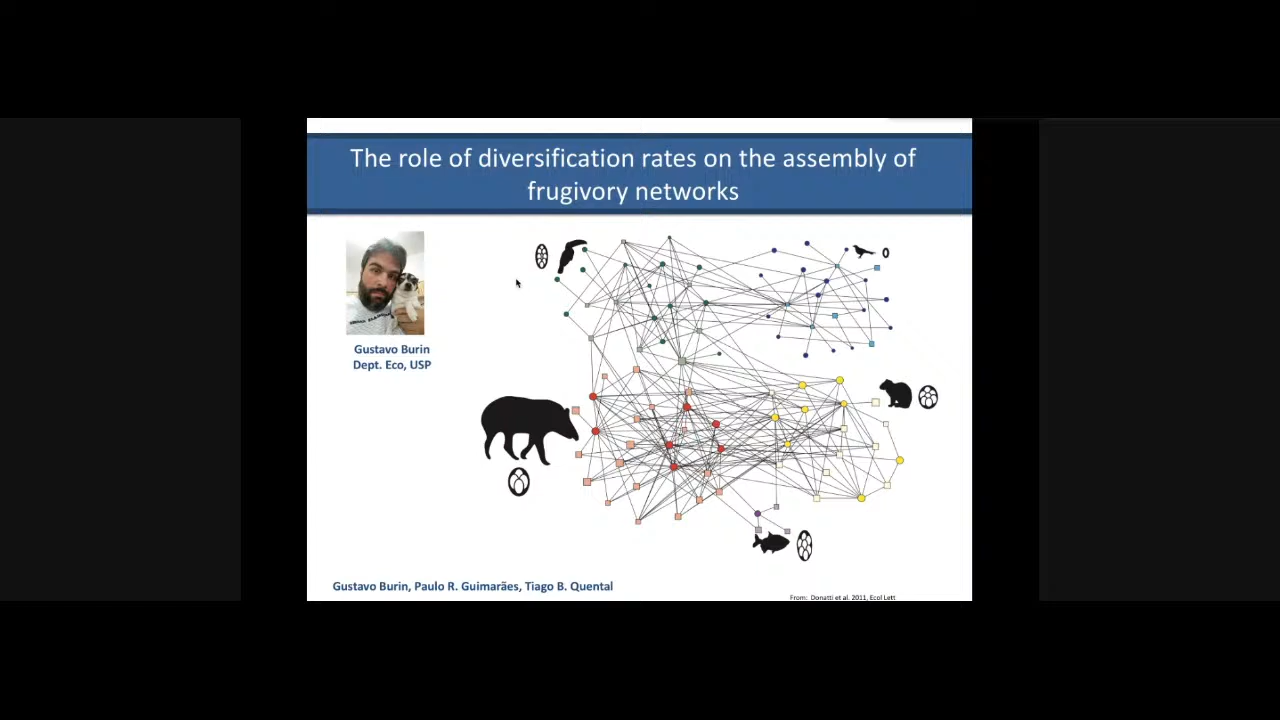 The role of diversification rates on the assembly of
frugivory networks
Gustavo Burin
Dept. Eco, USP
Gustavo Burin, Paulo R. Guimarães, Tiago B. Quental
From: Donatti et al. 2011, Ecol Lett